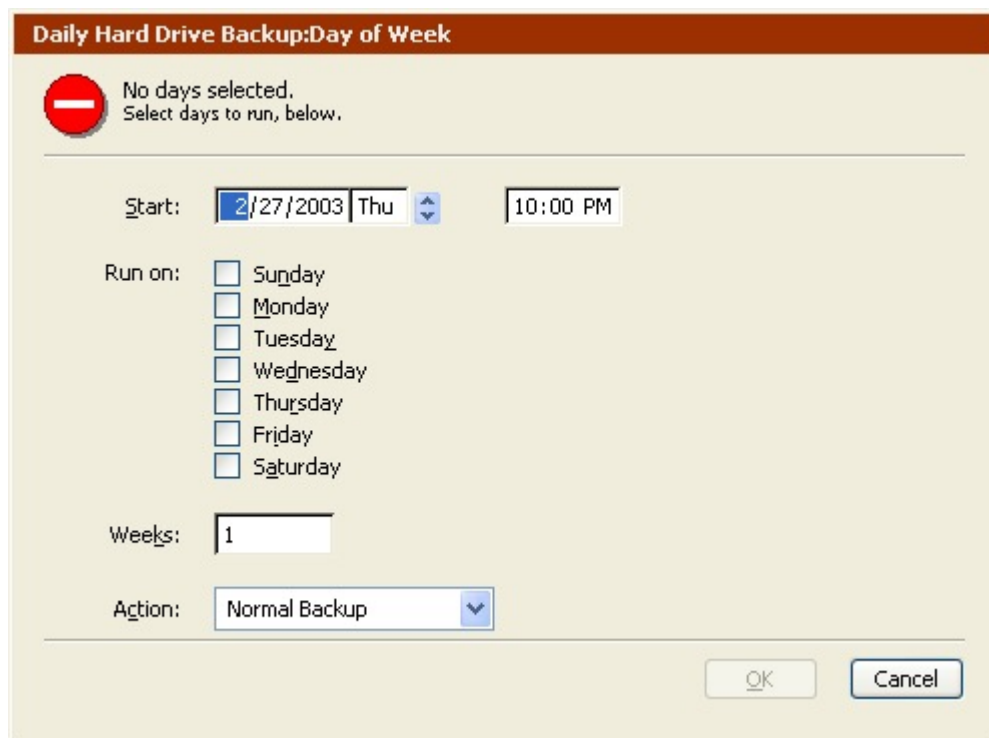 Daily Hard Drive Backup:Day of Week
No days selected.
Select days to run, below.
Start: 2/27/2003 Thu 10:00 PM
Run on: Sunday
Monday
Tuesday
Wednesday
Thursday
Friday
Saturday
Weeks: 1
Action: Normal Backup
OK Cancel